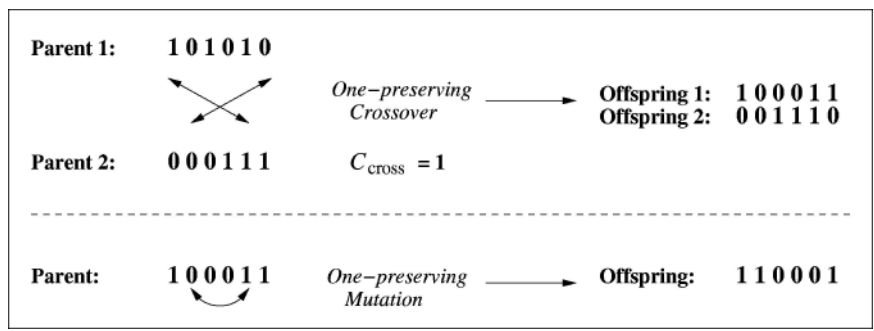 Parent 1: 1 0 1 0 1 0
One-preserving
Crossover
Offspring 1: 1 0 0 0 1 1
Offspring 2: 0 0 1 1 1 0
Parent 2: 0 0 0 1 1 1
C cross = 1
Parent: 1 0 0 0 1 1
One-preserving
Mutation
Offspring: 1 1 0 0 0 1